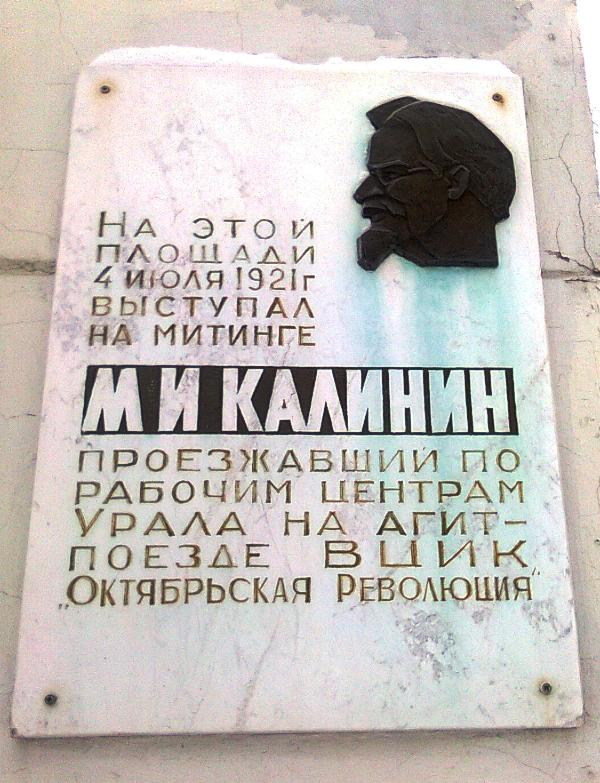 На этой
площади
4 июля 1921г
выступал
на митинге
М И КАЛИНИН
проезжавший по
рабочим центрам
Урала на агит-
поезде ВЦИК
„Октябрьская Революция“